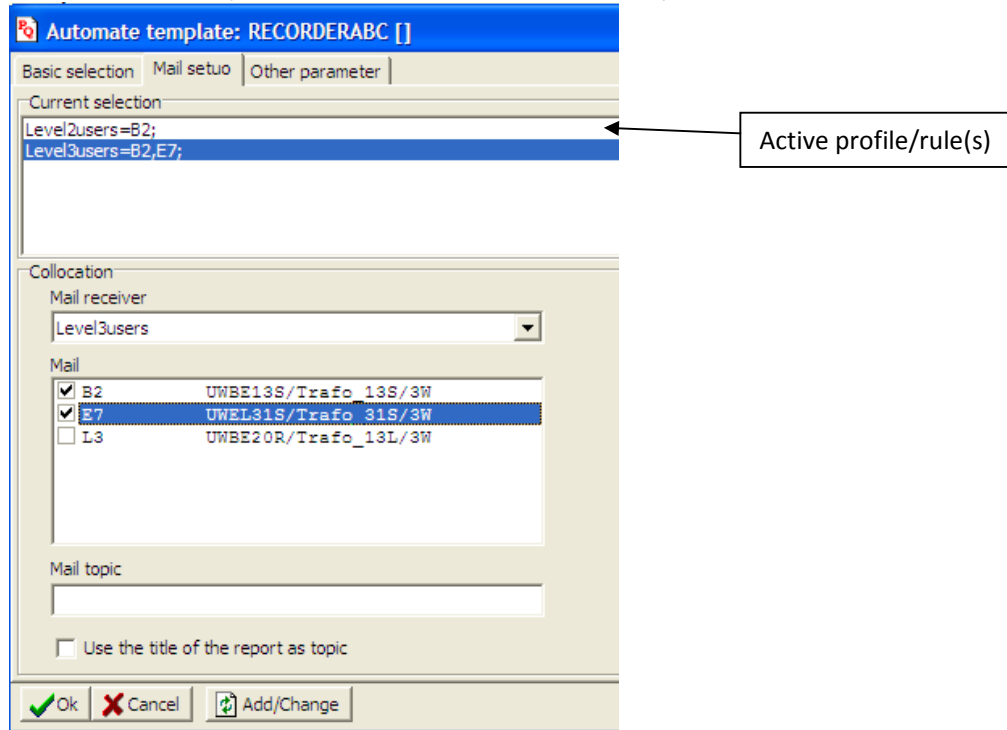 Automate template: RECORDERABC []
Basic selection Mail setuo Other parameter
Current selection
Level2users=B2;
Level3users=B2,E7;
Active profile/rule(s)
Collocation
Mail receiver
Level3users
Mail
B2 UWBE13S/Trafo_13S/3W
E7 UWEL31S/Trafo_31S/3W
L3 UWBE20R/Trafo_13L/3W
Mail topic
Use the title of the report as topic
Ok Cancel Add/Change